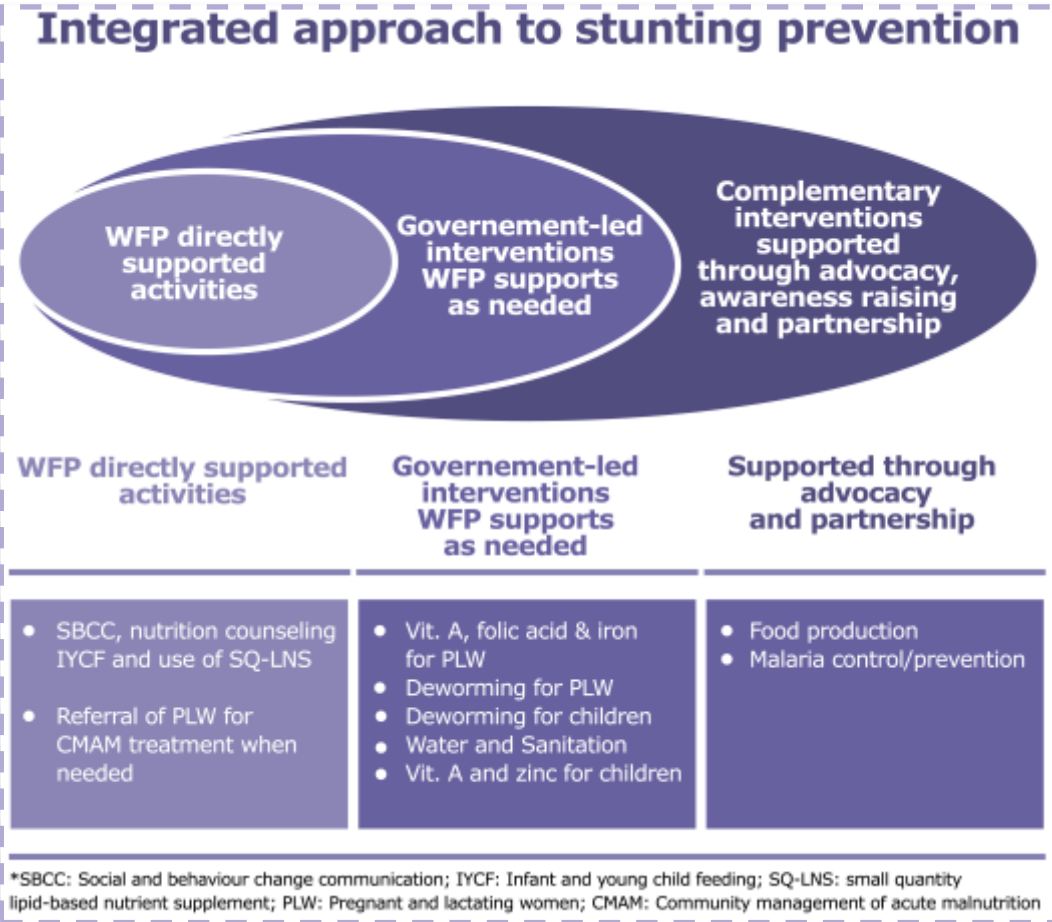 Integrated approach to stunting prevention
WFP directly
supported
activities
Governement-led
interventions
WFP supports
as needed
Complementary
interventions
supported
through advocacy,
awareness raising
and partnership
WFP directly supported
activities
Governement-led
interventions
WFP supports
as needed
Supported through
advocacy
and partnership
• SBCC, nutrition counseling
IYCF and use of SQ-LNS
• Referral of PLW for
CMAM treatment when
needed
• Vit. A, folic acid & iron
for PLW
• Deworming for PLW
• Deworming for children
• Water and Sanitation
• Vit. A and zinc for children
• Food production
• Malaria control/prevention
*SBCC: Social and behaviour change communication; IYCF: Infant and young child feeding; SQ-LNS: small quantity
lipid-based nutrient supplement; PLW: Pregnant and lactating women; CMAM: Community management of acute malnutrition